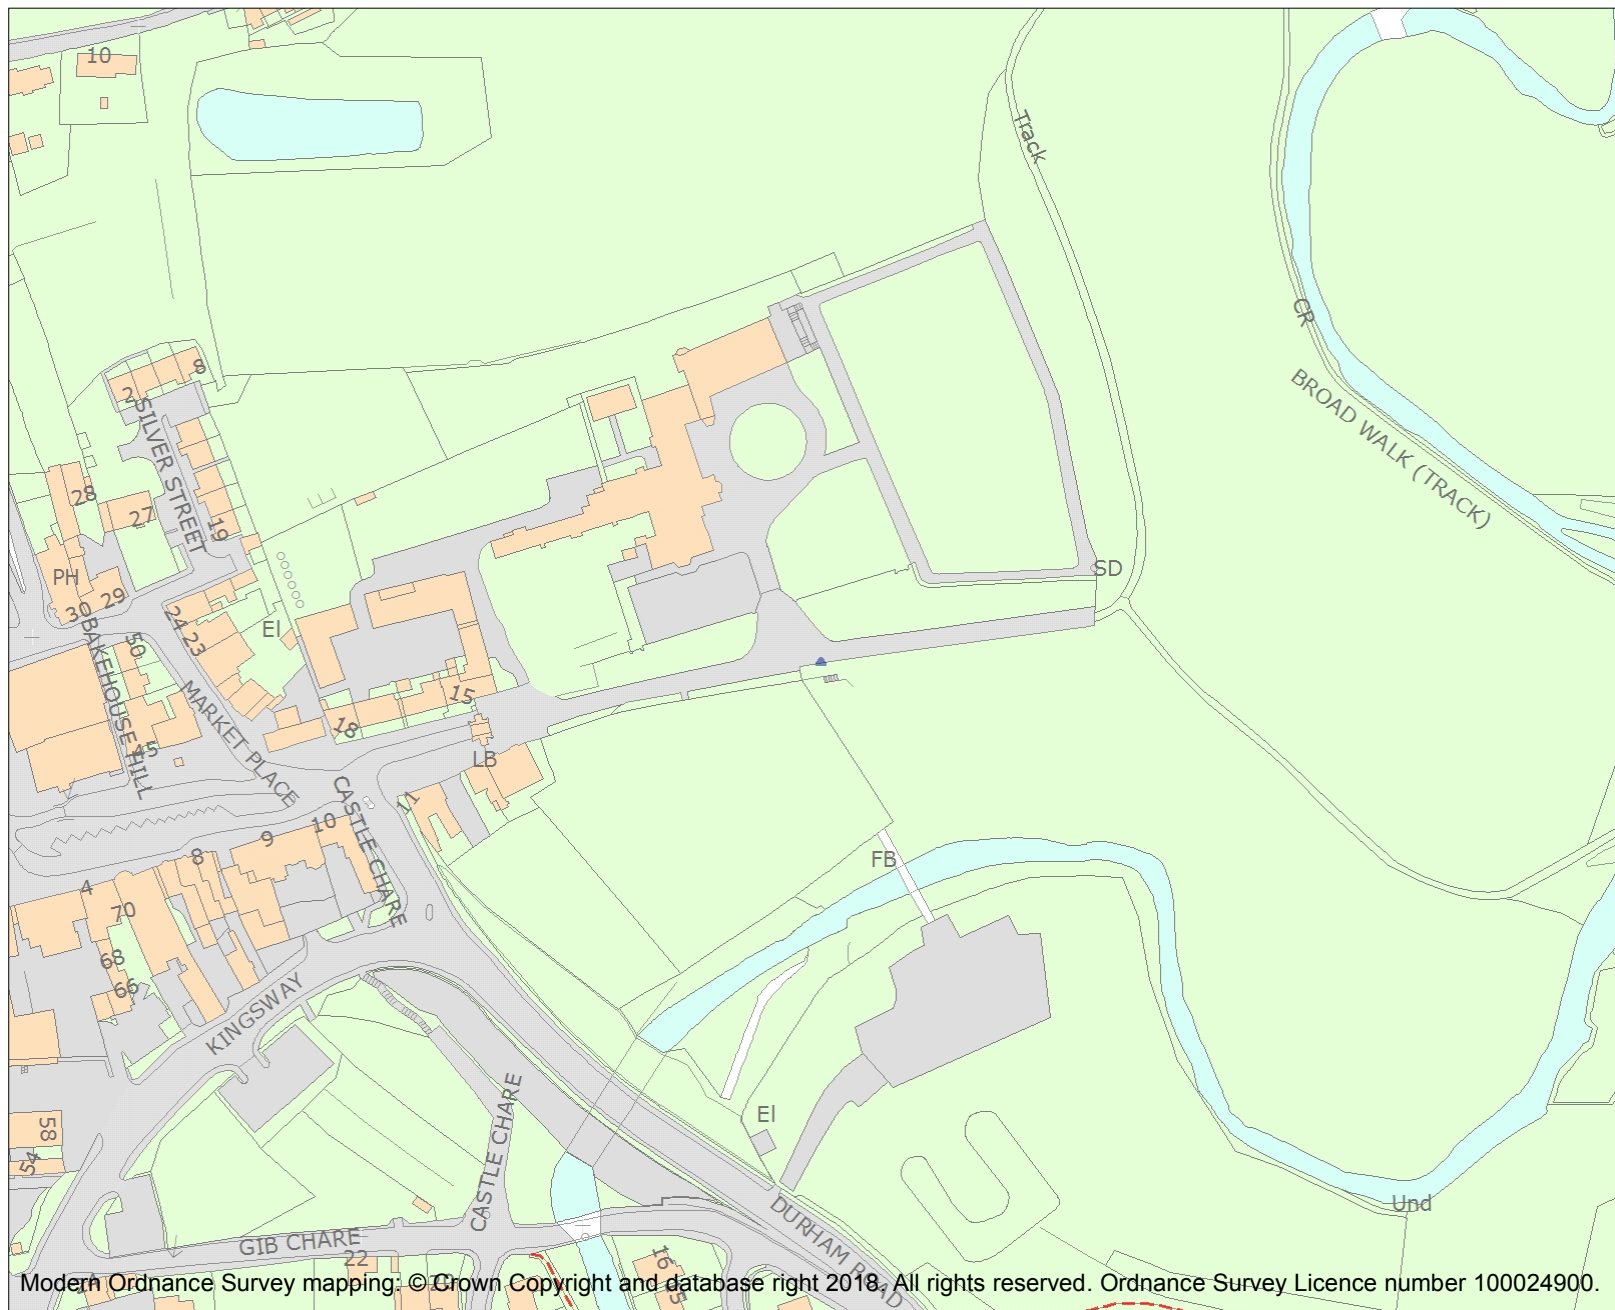 10
Track
CR
BROAD WALK (TRACK)
8
2
SILVER STREET
28
27
19
PH
30
29
24
23
El
SD
50
BAKEHOUSE HILL
MARKET PLACE
45
18
15
LB
CASTLE CHARE
11
10
9
8
4
70
68
66
FB
KINGSWAY
El
58
54
CASTLE CHARE
GIB CHARE
22
DURHAM ROAD
Und
16
Modern Ordnance Survey mapping: © Crown Copyright and database right 2018. All rights reserved. Ordnance Survey Licence number 100024900.